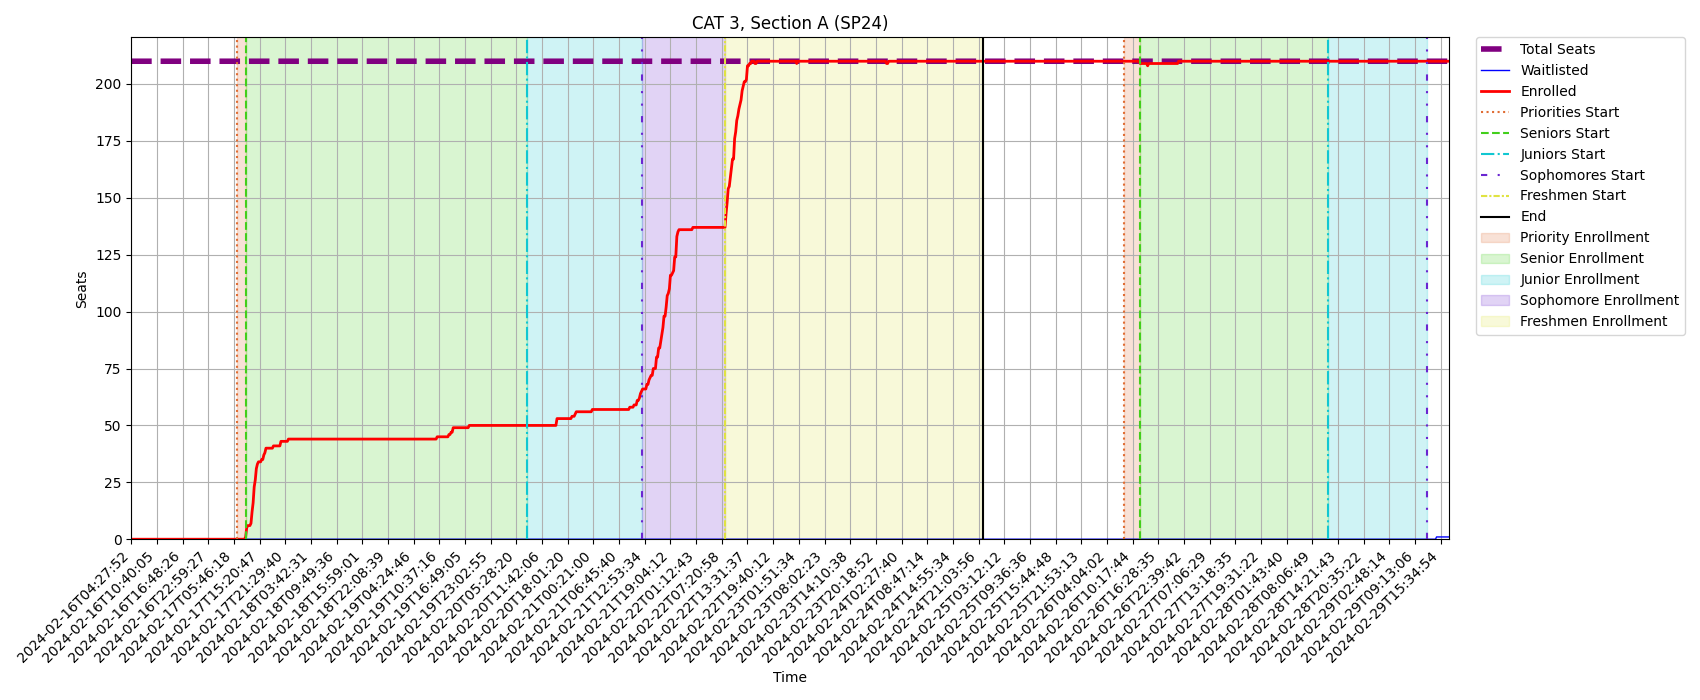 CAT 3, Section A (SP24)
Total Seats
Waitlisted
Enrolled
Priorities Start
Seniors Start
Juniors Start
Sophomores Start
Freshmen Start
End
Priority Enrollment
Senior Enrollment
Junior Enrollment
Sophomore Enrollment
Freshmen Enrollment
Seats
200
175
150
125
100
75
50
25
0
2024-02-16T04:27:52
2024-02-16T10:40:05
2024-02-16T16:48:26
2024-02-16T22:59:27
2024-02-17T05:46:18
2024-02-17T15:20:47
2024-02-17T21:29:40
2024-02-18T03:42:31
2024-02-18T09:49:36
2024-02-18T15:59:01
2024-02-18T22:08:39
2024-02-19T04:24:46
2024-02-19T10:37:16
2024-02-19T16:49:05
2024-02-19T23:02:55
2024-02-20T05:28:20
2024-02-20T11:42:06
2024-02-20T18:01:20
2024-02-21T00:21:00
2024-02-21T06:45:40
2024-02-21T12:53:34
2024-02-21T19:04:12
2024-02-22T01:12:43
2024-02-22T07:20:58
2024-02-22T13:31:37
2024-02-22T19:40:12
2024-02-23T01:51:34
2024-02-23T08:02:23
2024-02-23T14:10:38
2024-02-23T20:18:52
2024-02-24T02:27:40
2024-02-24T08:47:14
2024-02-24T14:55:34
2024-02-24T21:03:56
2024-02-25T03:12:12
2024-02-25T09:36:36
2024-02-25T15:44:48
2024-02-25T21:53:13
2024-02-26T04:04:02
2024-02-26T10:17:44
2024-02-26T16:28:35
2024-02-26T22:39:42
2024-02-27T07:06:29
2024-02-27T13:18:35
2024-02-27T19:31:22
2024-02-28T01:43:40
2024-02-28T08:06:49
2024-02-28T14:21:43
2024-02-28T20:35:22
2024-02-29T02:48:14
2024-02-29T09:13:06
2024-02-29T15:34:54
Time